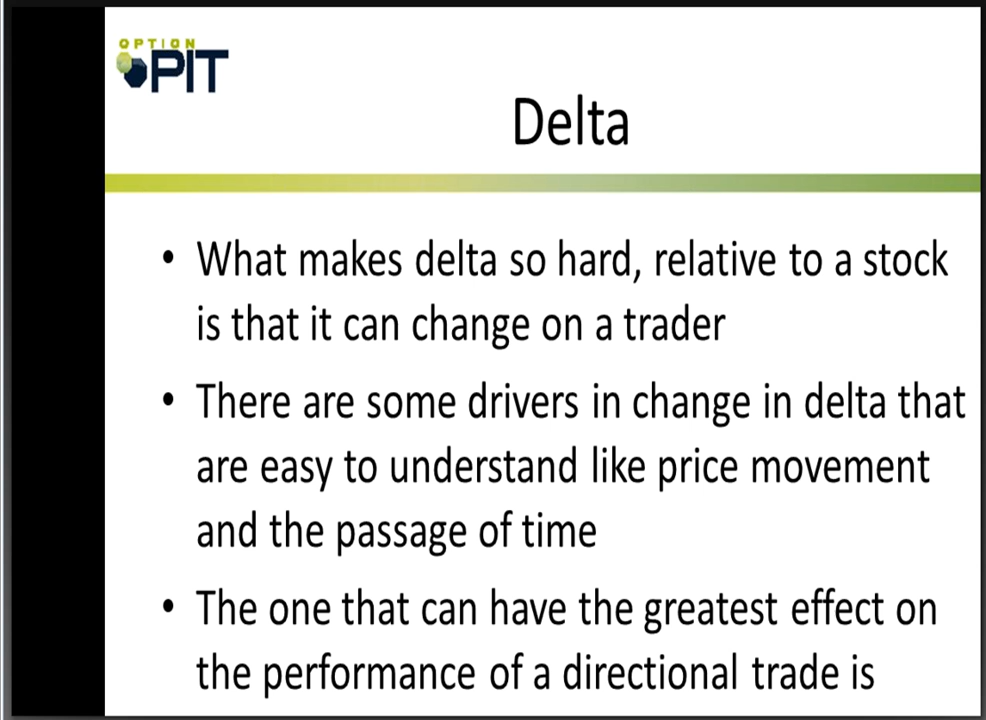 OPTION
PIT
Delta
• What makes delta so hard, relative to a stock
is that it can change on a trader
• There are some drivers in change in delta that
are easy to understand like price movement
and the passage of time
• The one that can have the greatest effect on
the performance of a directional trade is